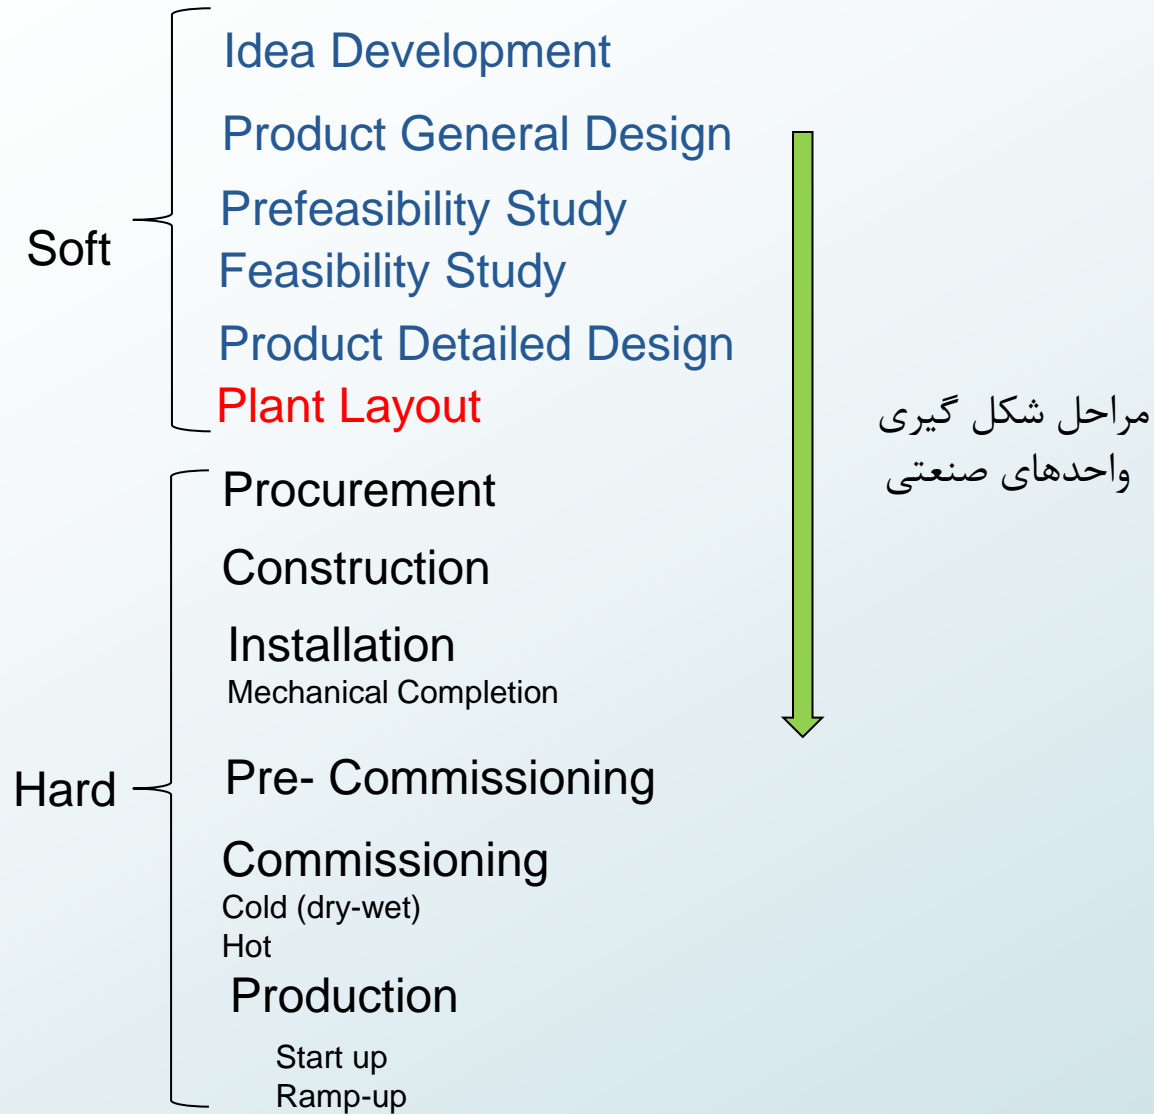 Idea Development
Product General Design
Prefeasibility Study
Soft
Feasibility Study
Product Detailed Design
Plant Layout
مراحل شکل گیری
واحدهای صنعتی
Procurement
Construction
Installation
Mechanical Completion
Hard
Pre- Commissioning
Commissioning
Cold (dry-wet)
Hot
Production
Start up
Ramp-up